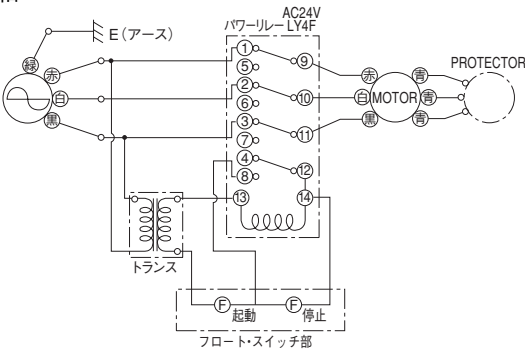 AC24V
パワーリレー LY4F
E(アース)
緑
赤
白
黒
①
⑤
②
⑥
③
⑦
④
⑧
⑨
⑩
⑪
⑫
⑬
⑭
赤
白
黒
MOTOR
青
青
青
PROTECTOR
トランス
F
起動
F
停止
フロート・スイッチ部